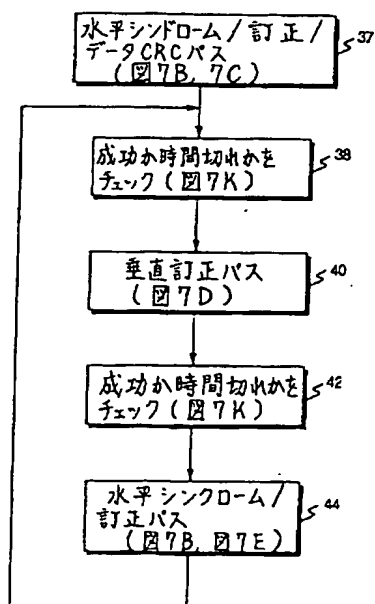 水平シンドローム/訂正/
データCRCパス
(図7B, 7C)
37
成功か時間切れかを
チェック(図7K)
38
垂直訂正パス
(図7D)
40
成功か時間切れかを
チェック(図7K)
42
水平シンクローム/
訂正パス
(図7B, 図7E)
44